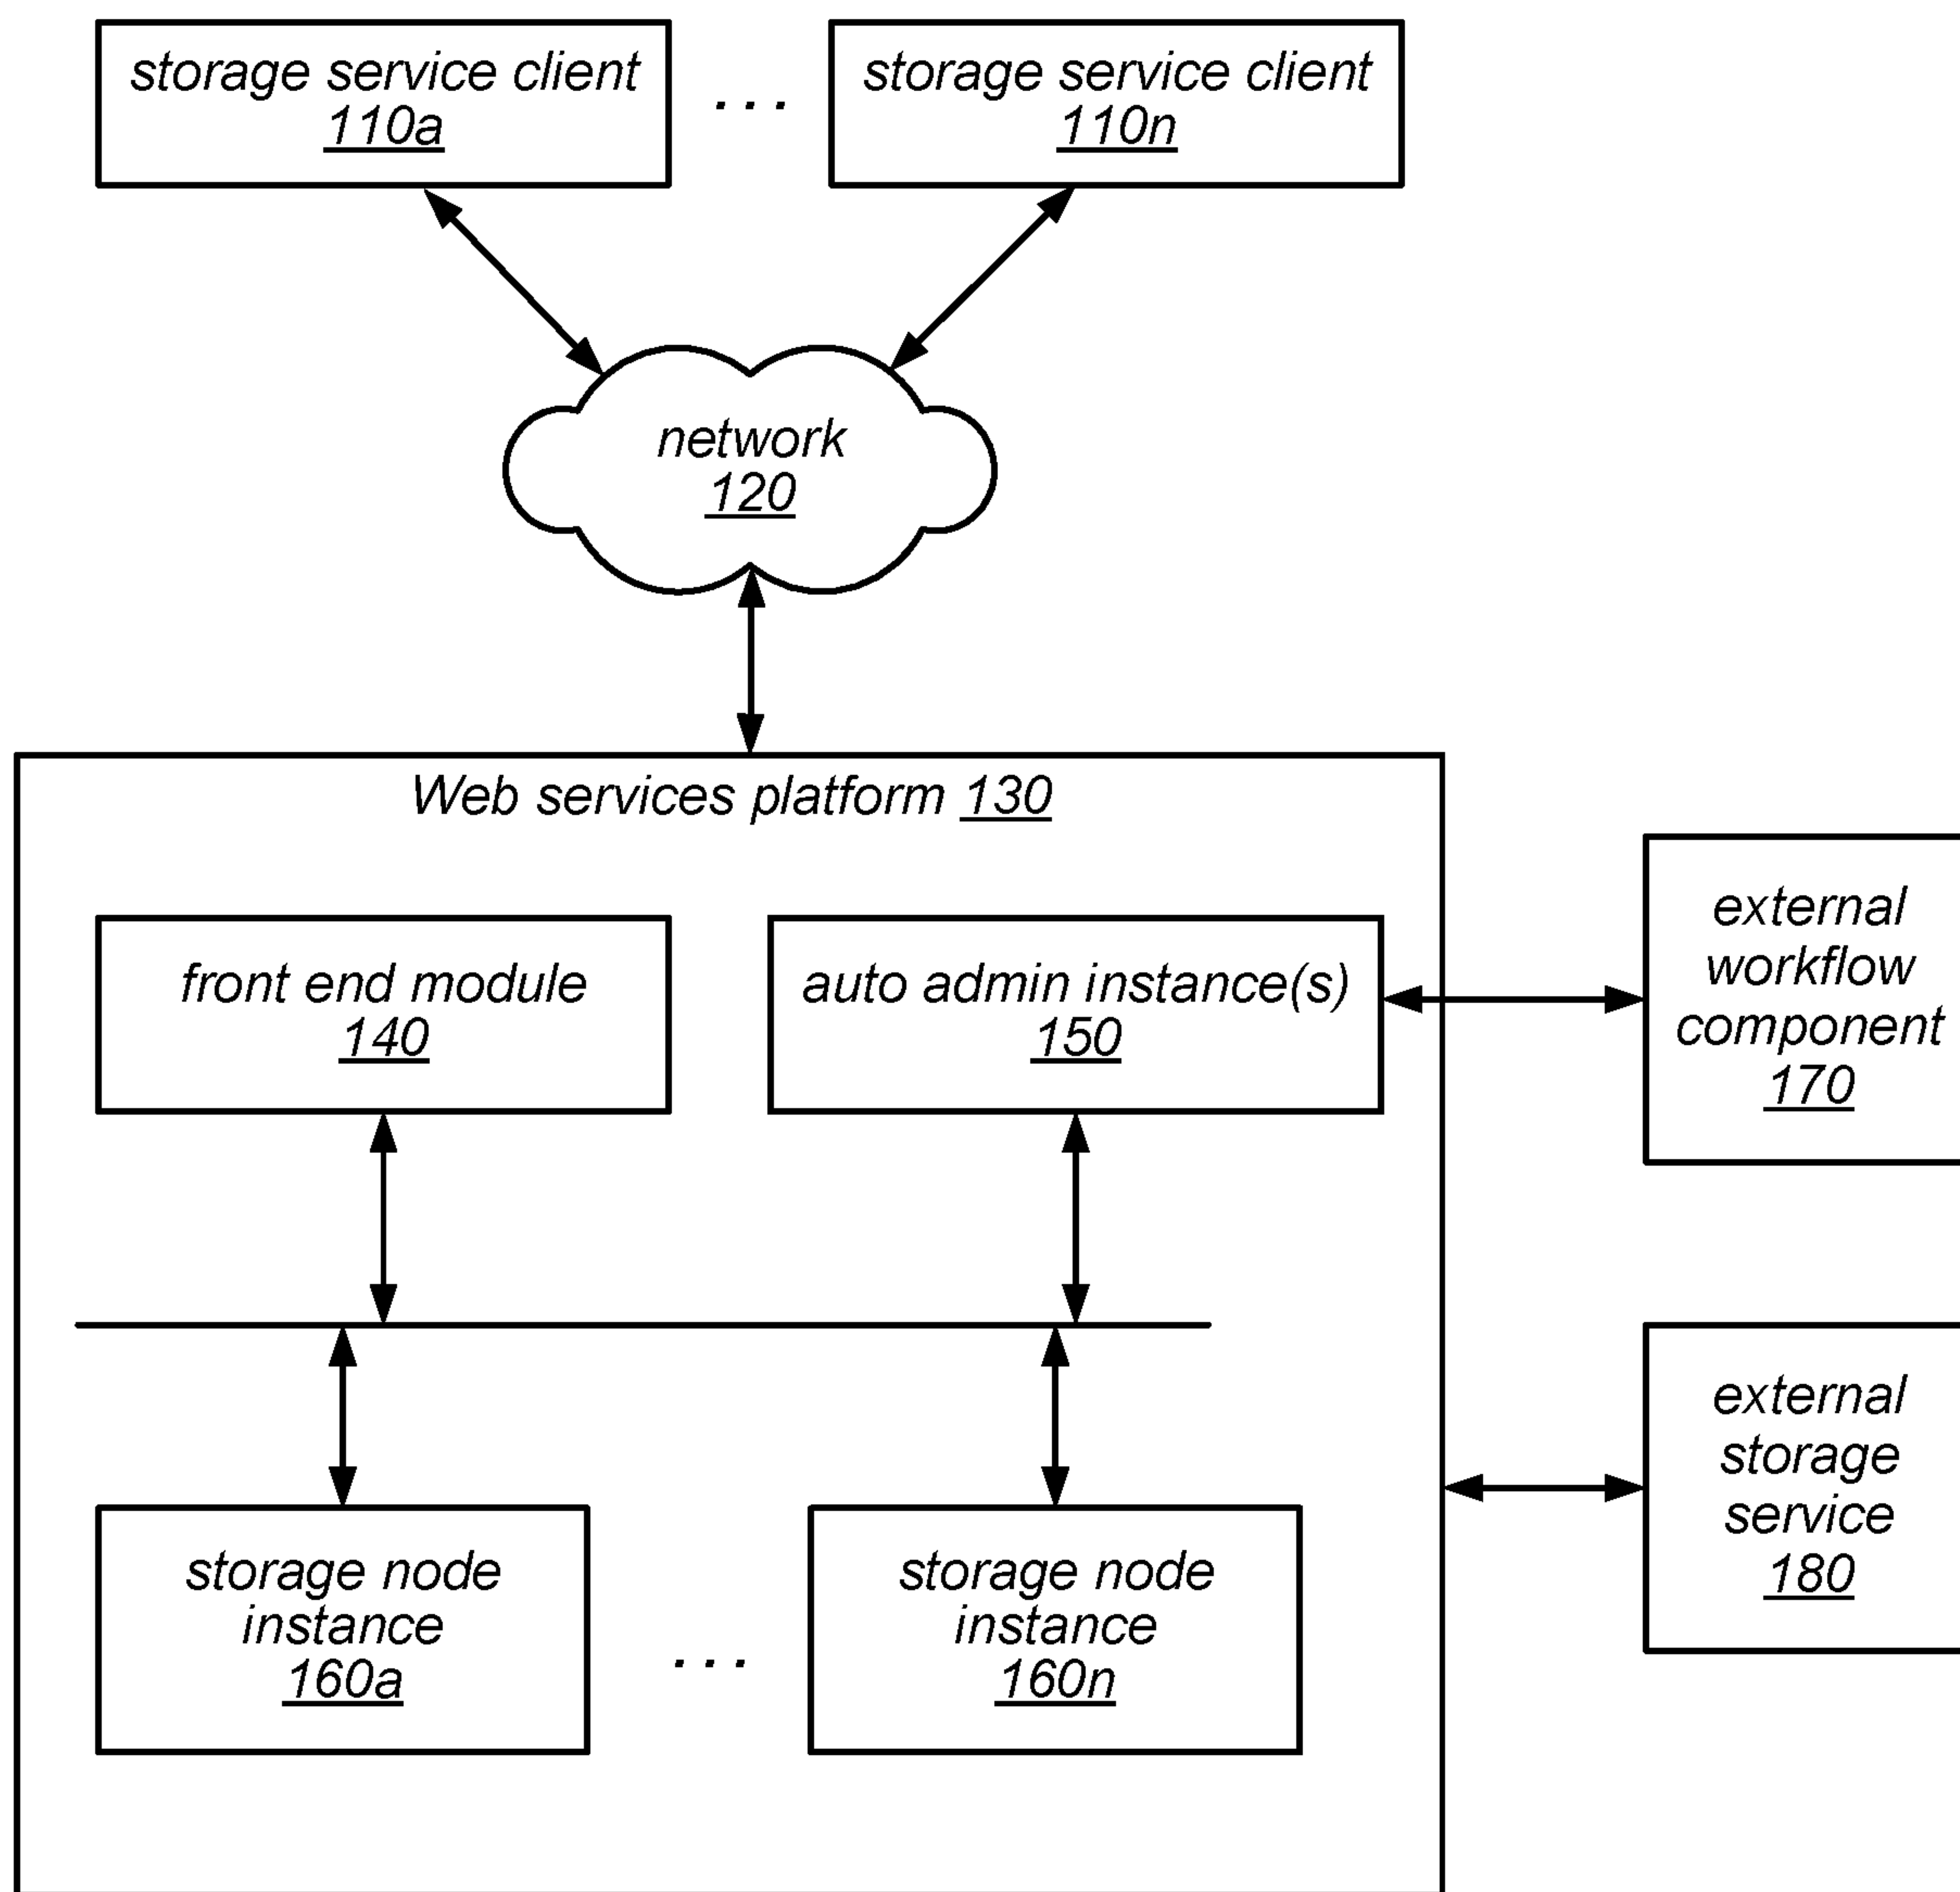 storage service client
110a
...
storage service client
110n
network
120
Web services platform 130
front end module
140
auto admin instance(s)
150
external
workflow
component
170
external
storage
service
180
storage node
instance
160a
...
storage node
instance
160n